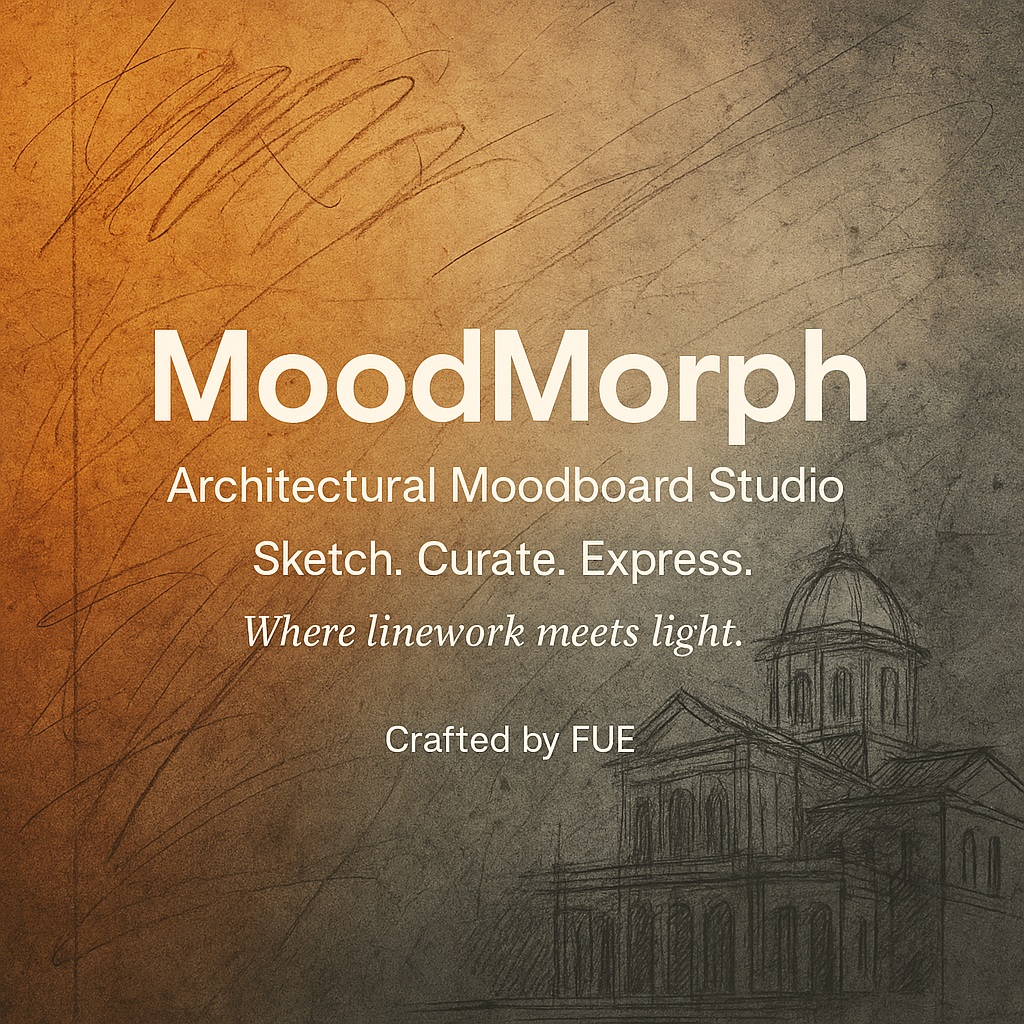 MoodMorph
Architectural Moodboard Studio
Sketch. Curate. Express.
Where linework meets light.
Crafted by FUE